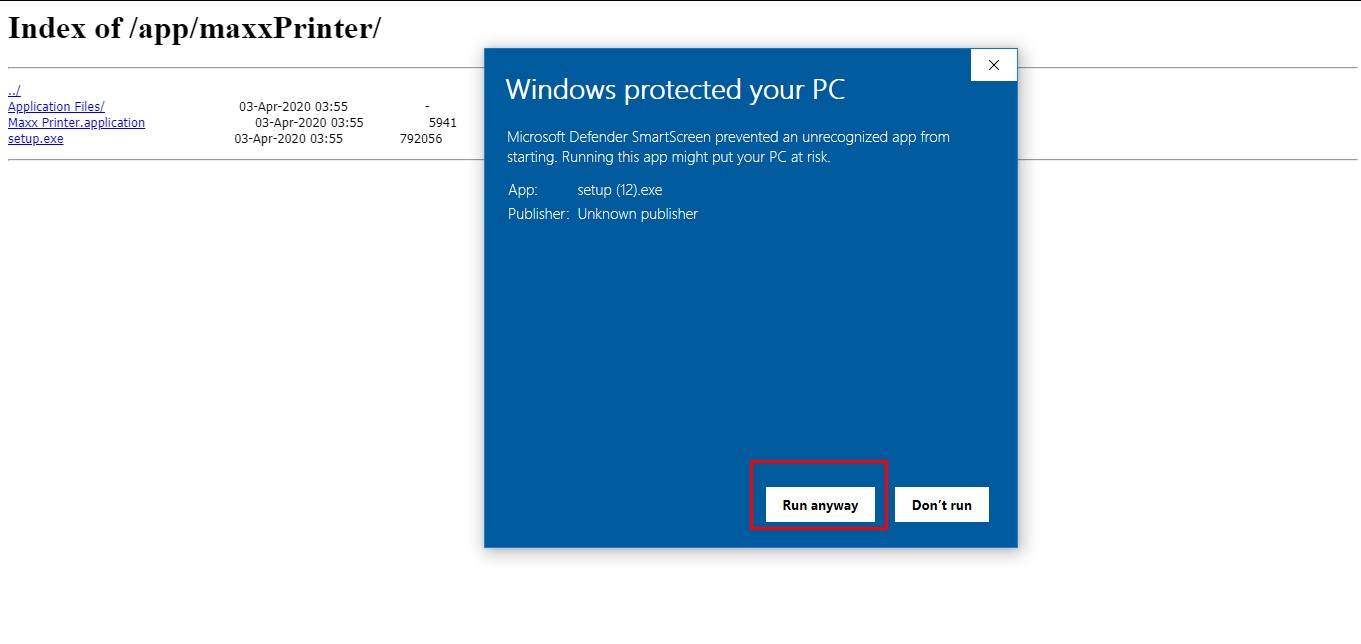 Index of /app/maxxPrinter/
../
Application Files/ 03-Apr-2020 03:55 -
Maxx Printer.application 03-Apr-2020 03:55 5941
setup.exe 03-Apr-2020 03:55 792056
Windows protected your PC
Microsoft Defender SmartScreen prevented an unrecognized app from
starting. Running this app might put your PC at risk.
App: setup (12).exe
Publisher: Unknown publisher
Run anyway Don't run